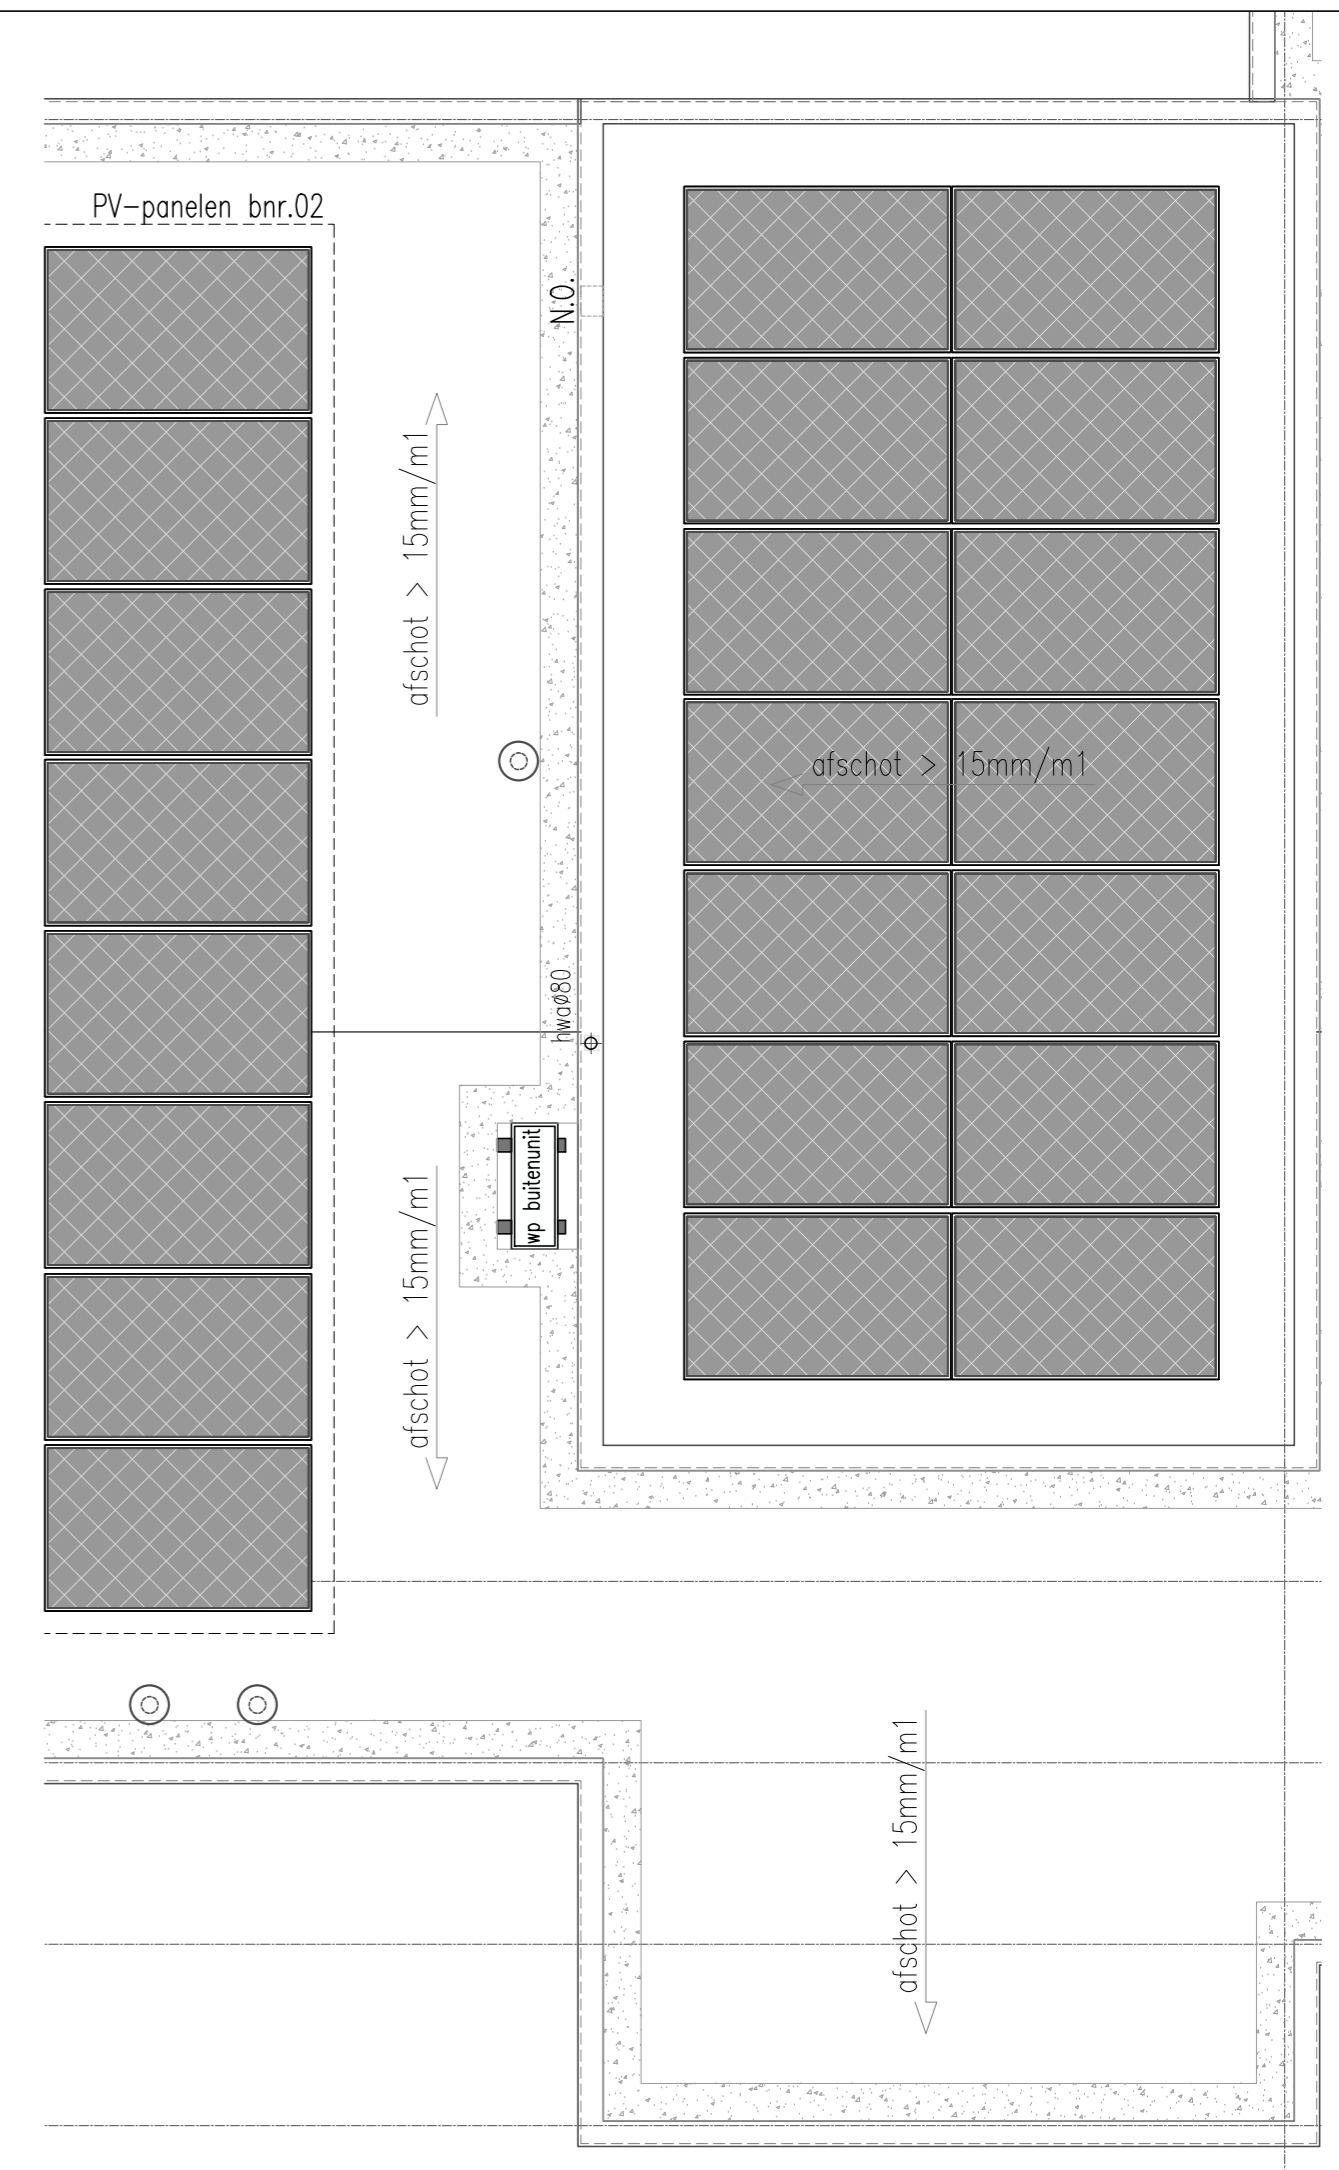 PV-panelen bnr.02
N.O.
afschot > 15mm/m1
afschot > 15mm/m1
hwaø80
wp buitenunit
afschot > 15mm/m1
afschot > 15mm/m1